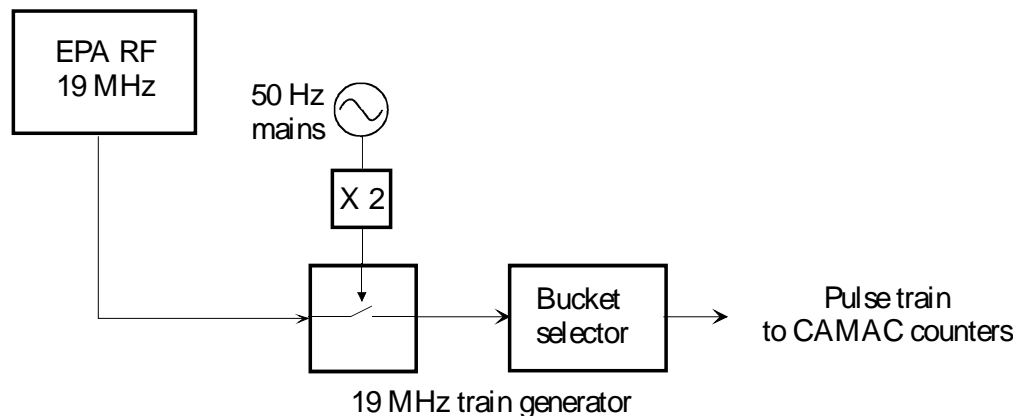 EPA RF
19 MHz
50 Hz
mains
X 2
Bucket
selector
Pulse train
to CAMAC counters
19 MHz train generator